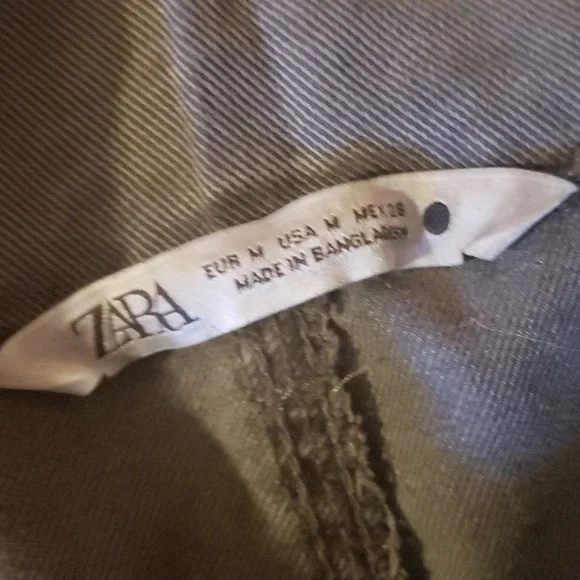 ZARA
EUR M USA M MEX 28
MADE IN BANGLADESH